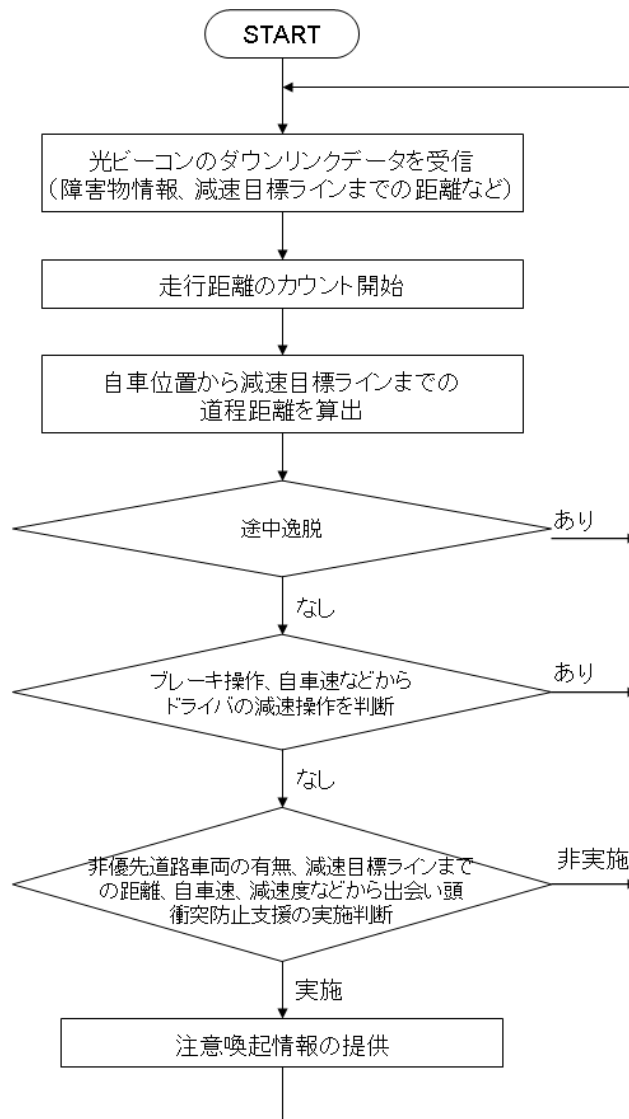 START
光ビーコンのダウンリンクデータを受信
(障害物情報、減速目標ラインまでの距離など)
走行距離のカウント開始
自車位置から減速目標ラインまでの
道程距離を算出
途中逸脱
あり
なし
ブレーキ操作、自車速などから
ドライバの減速操作を判断
あり
なし
非優先道路車両の有無、減速目標ラインまで
の距離、自車速、減速度などから出会い頭
衝突防止支援の実施判断
非実施
実施
注意喚起情報の提供